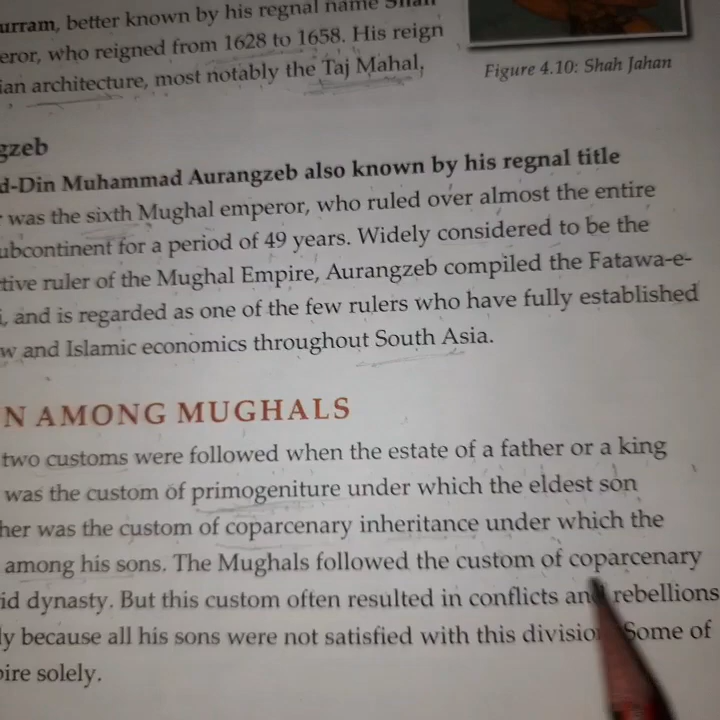 urram, better known by his regnal name Shah
eror, who reigned from 1628 to 1658. His reign
ian architecture, most notably the Taj Mahal,
Figure 4.10: Shah Jahan
gzeb
d-Din Muhammad Aurangzeb also known by his regnal title
was the sixth Mughal emperor, who ruled over almost the entire
ubcontinent for a period of 49 years. Widely considered to be the
tive ruler of the Mughal Empire, Aurangzeb compiled the Fatawa-e-
i, and is regarded as one of the few rulers who have fully established
w and Islamic economics throughout South Asia.
N AMONG MUGHALS
two customs were followed when the estate of a father or a king
was the custom of primogeniture under which the eldest son
her was the custom of coparcenary inheritance under which the
among his sons. The Mughals followed the custom of coparcenary
id dynasty. But this custom often resulted in conflicts and rebellions
ly because all his sons were not satisfied with this division. Some of
pire solely.